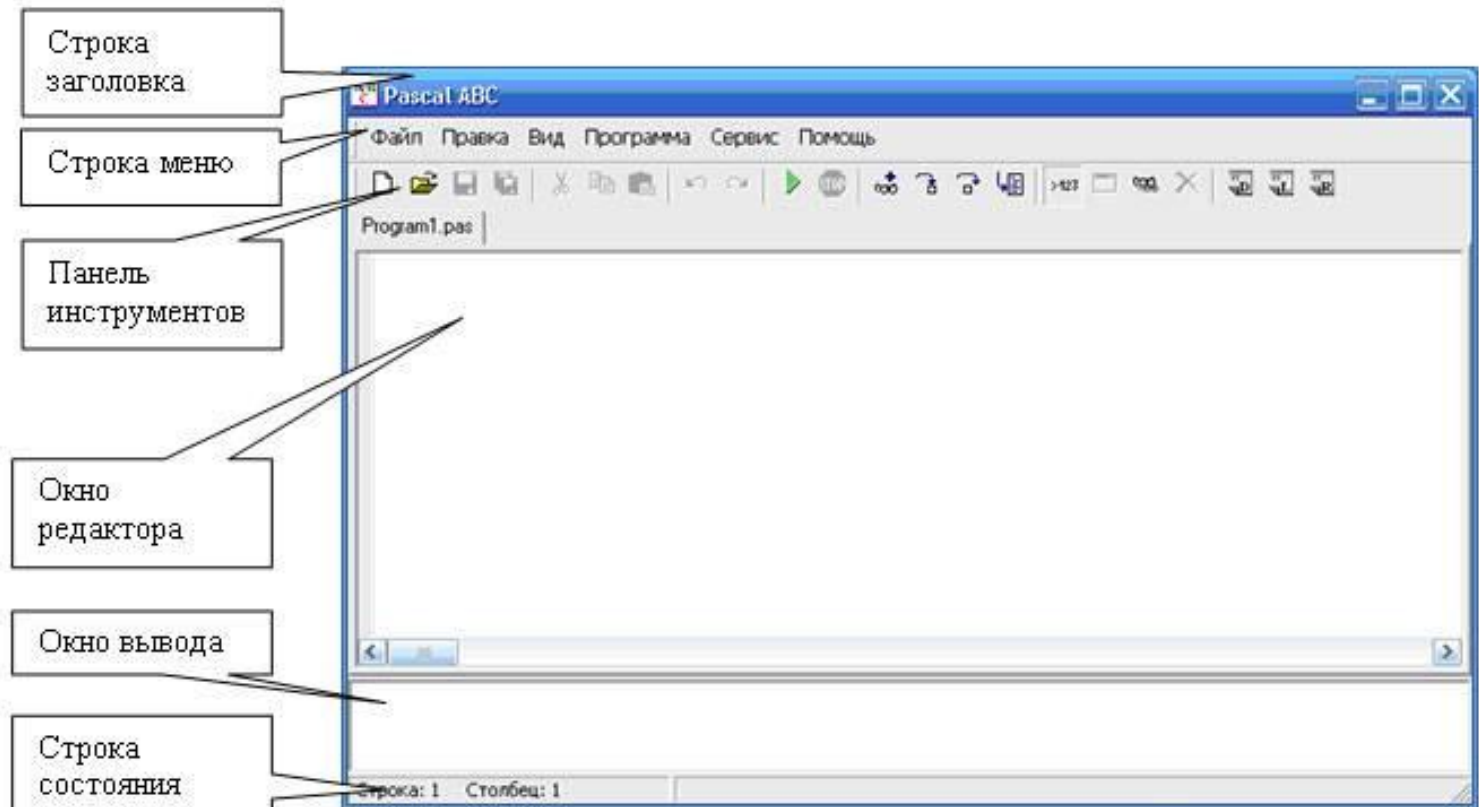 Строка
заголовка
Pascal ABC
Строка меню
Файл Правка Вид Программа Сервис Помощь
Панель
инструментов
Program1.pas
Окно
редактора
Окно вывода
Строка
состояния
Строка: 1 Столбец: 1